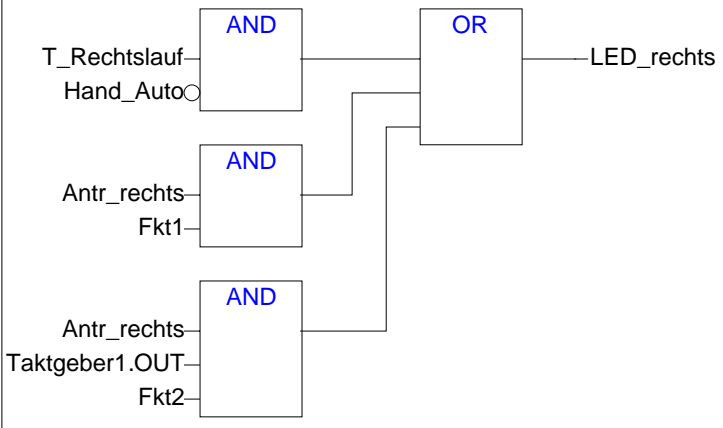 AND
OR
T_Rechtslauf
LED_rechts
Hand_Auto
AND
Antr_rechts
Fkt1
AND
Antr_rechts
Taktgeber1.OUT
Fkt2